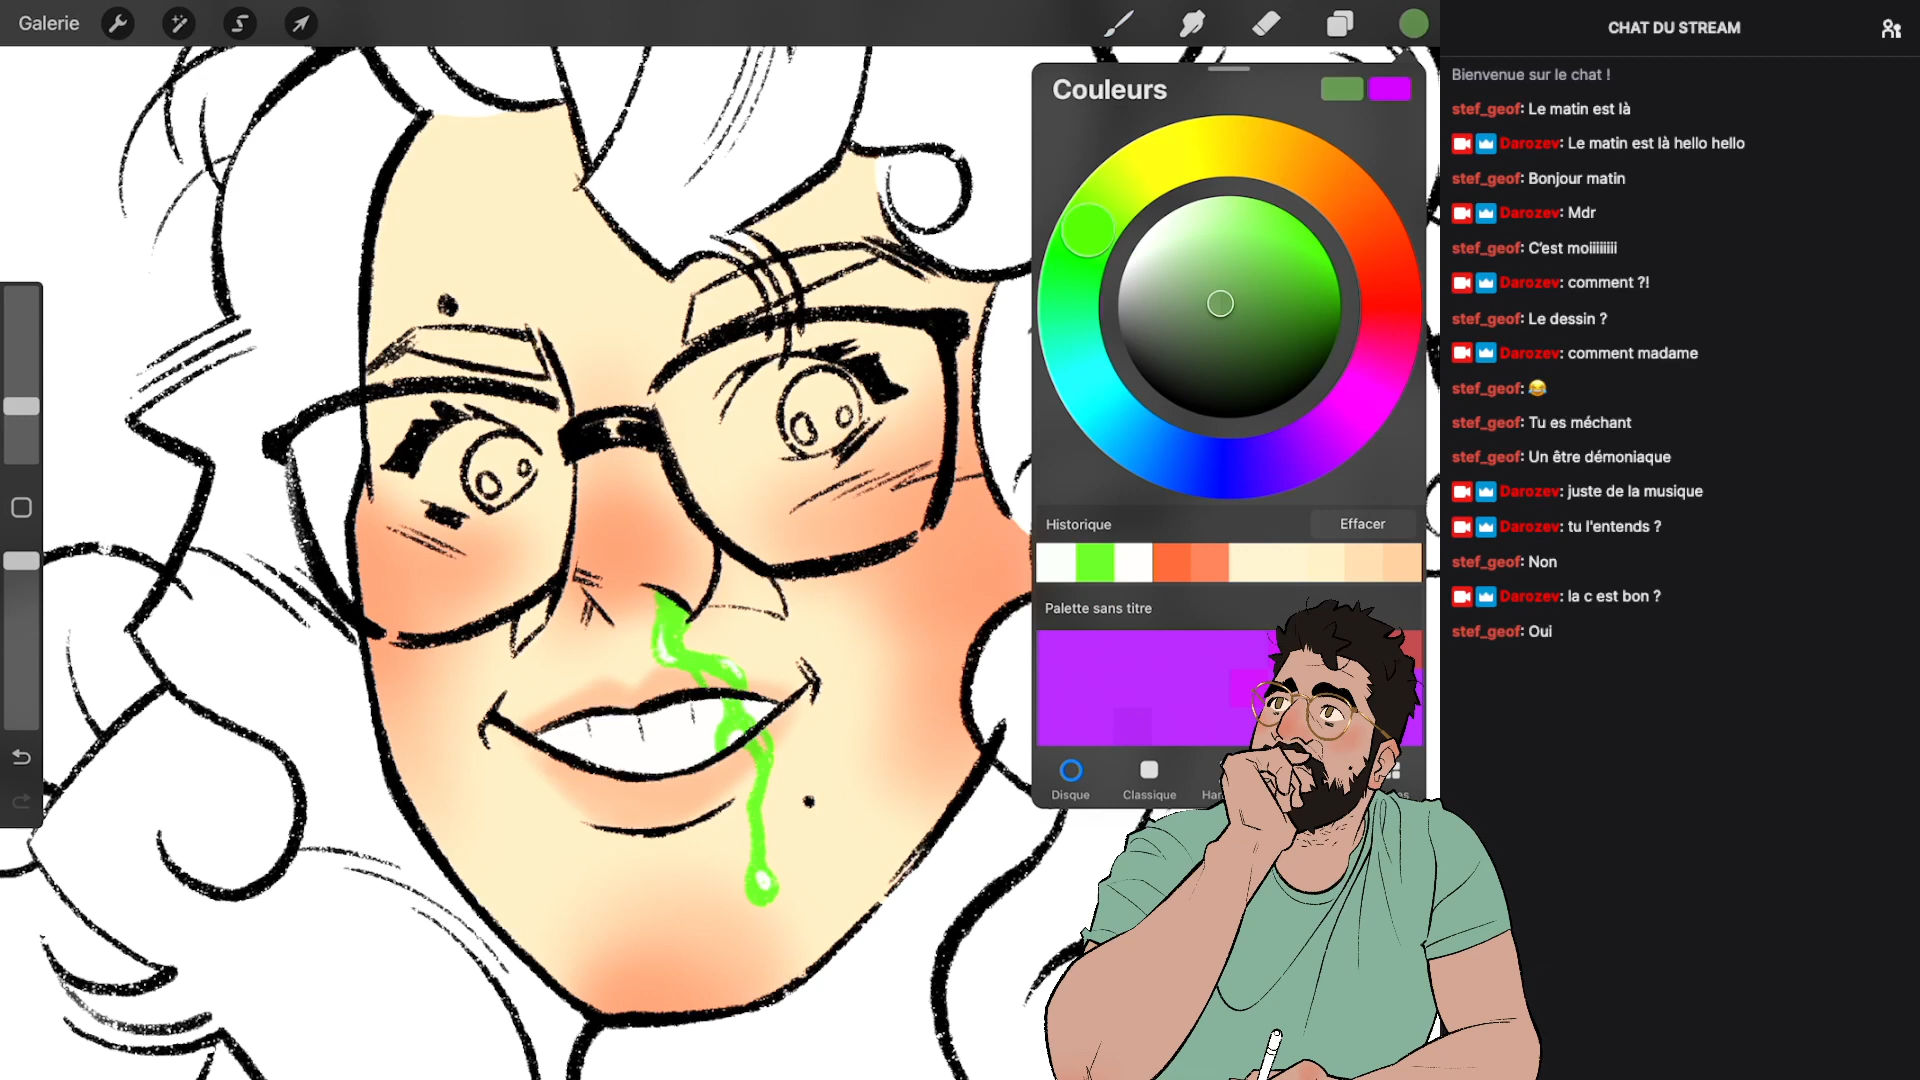 Galerie
Couleurs
Historique
Effacer
Palette sans titre
Disque
Classique
CHAT DU STREAM
Bienvenue sur le chat !
stef_geof: Le matin est là
Darozev: Le matin est là hello hello
stef_geof: Bonjour matin
Darozev: Mdr
stef_geof: C'est moiiiiiiiii
Darozev: comment ?!
stef_geof: Le dessin ?
Darozev: comment madame
stef_geof: 😂
stef_geof: Tu es méchant
stef_geof: Un être démoniaque
Darozev: juste de la musique
Darozev: tu l'entends ?
stef_geof: Non
Darozev: la c est bon ?
stef_geof: Oui